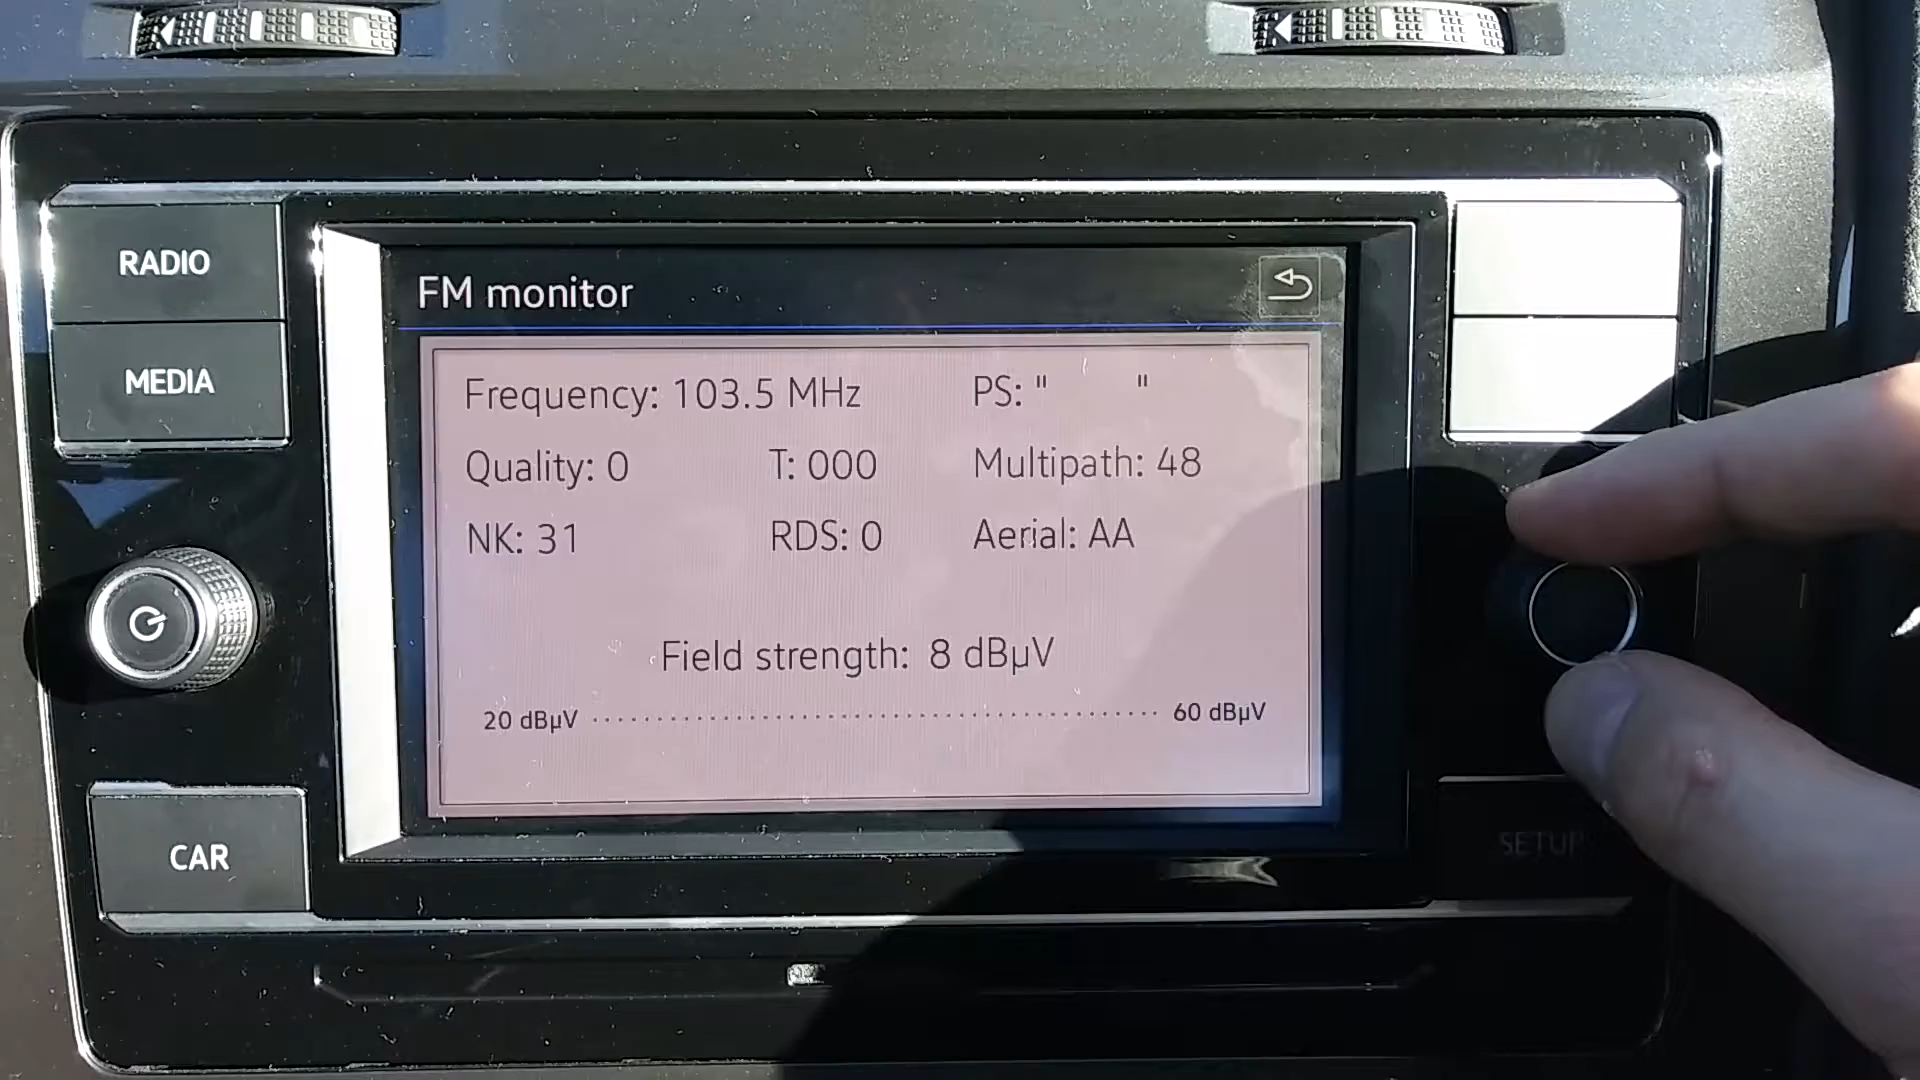 RADIO
MEDIA
CAR
FM monitor
Frequency: 103.5 MHz PS: " "
Quality: 0 T: 000 Multipath: 48
NK: 31 RDS: 0 Aerial: AA
Field strength: 8 dBµV
20 dBµV 60 dBµV
SETUP